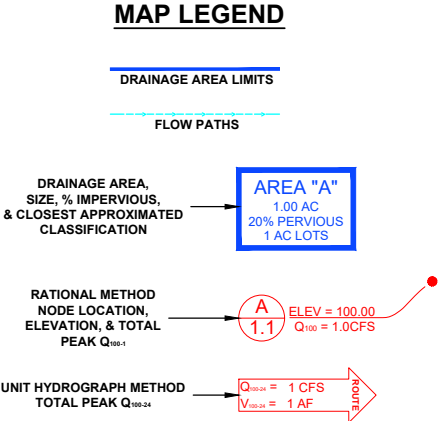 MAP LEGEND
DRAINAGE AREA LIMITS
FLOW PATHS
DRAINAGE AREA,
SIZE, % IMPERVIOUS,
& CLOSEST APPROXIMATED
CLASSIFICATION
AREA "A"
1.00 AC
20% PERVIOUS
1 AC LOTS
RATIONAL METHOD
NODE LOCATION,
ELEVATION, & TOTAL
PEAK Q100-1
A
1.1
ELEV = 100.00
Q100 = 1.0CFS
UNIT HYDROGRAPH METHOD
TOTAL PEAK Q100-24
Q100-24 = 1 CFS
V100-24 = 1 AF
ROUTE